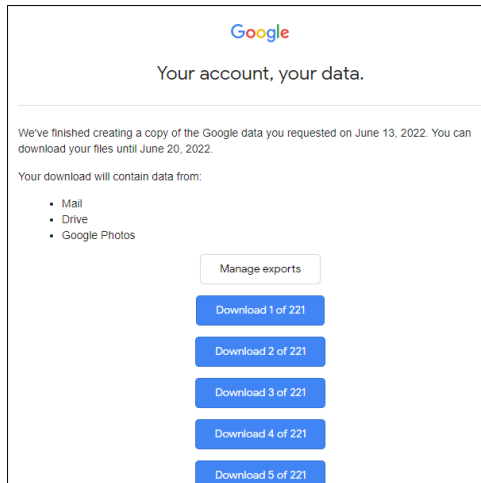 Google
Your account, your data.
We've finished creating a copy of the Google data you requested on June 13, 2022. You can
download your files until June 20, 2022.
Your download will contain data from:
• Mail
• Drive
• Google Photos
Manage exports
Download 1 of 221
Download 2 of 221
Download 3 of 221
Download 4 of 221
Download 5 of 221